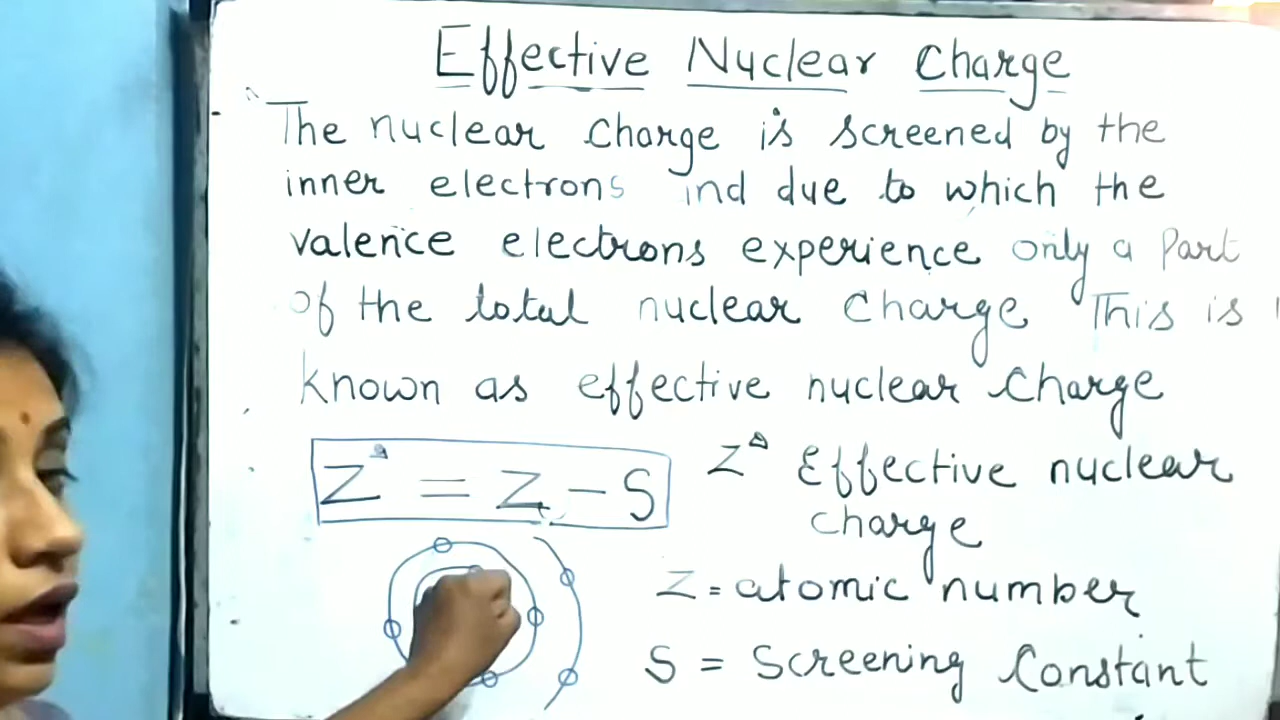 Effective Nuclear Charge
The nuclear charge is screened by the
inner electrons ind due to which the
valence electrons experience only a Part
of the total nuclear charge This is
known as effective nuclear charge
Z* = Z - S
Z* Effective nuclear
charge
Z = atomic number
S = Screening Constant